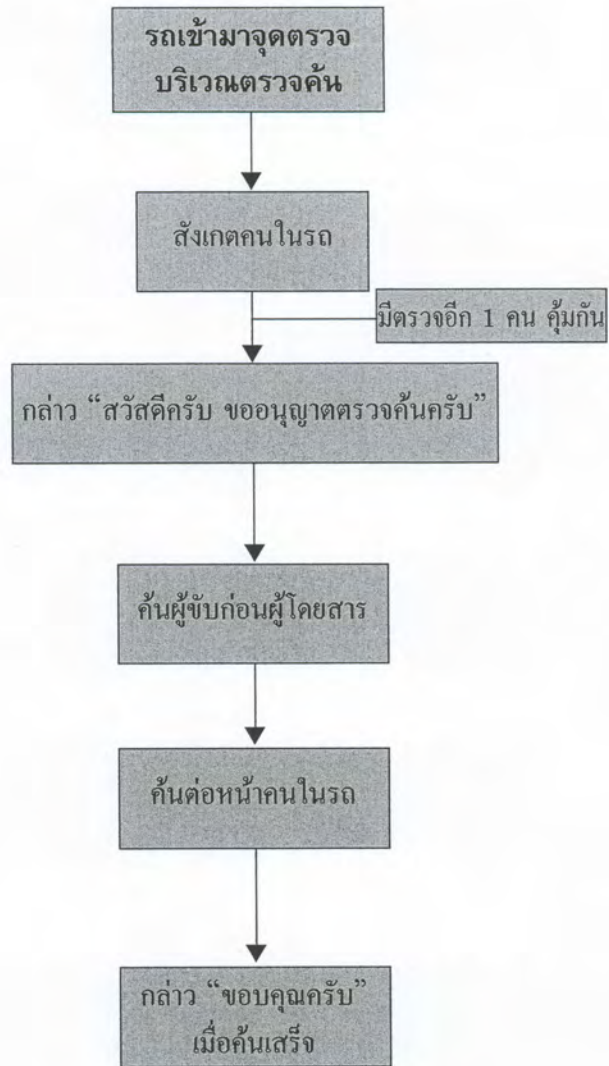 รถเข้ามาจุดตรวจ
บริเวณตรวจค้น
สังเกตคนในรถ
มีตรวจอีก 1 คน คุ้มกัน
กล่าว “สวัสดีครับ ขออนุญาตตรวจค้นครับ”
ค้นผู้ขับก่อนผู้โดยสาร
ค้นต่อหน้าคนในรถ
กล่าว “ขอบคุณครับ”
เมื่อค้นเสร็จ